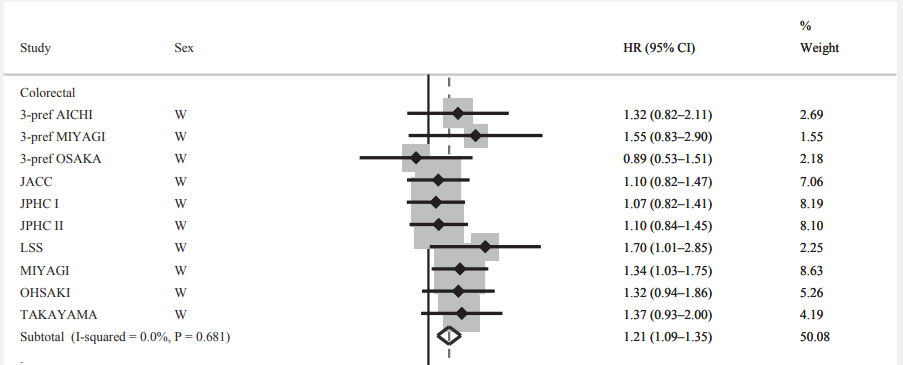 %
Study Sex HR (95% CI) Weight
Colorectal
3-pref AICHI W 1.32 (0.82–2.11) 2.69
3-pref MIYAGI W 1.55 (0.83–2.90) 1.55
3-pref OSAKA W 0.89 (0.53–1.51) 2.18
JACC W 1.10 (0.82–1.47) 7.06
JPHC I W 1.07 (0.82–1.41) 8.19
JPHC II W 1.10 (0.84–1.45) 8.10
LSS W 1.70 (1.01–2.85) 2.25
MIYAGI W 1.34 (1.03–1.75) 8.63
OHSAKI W 1.32 (0.94–1.86) 5.26
TAKAYAMA W 1.37 (0.93–2.00) 4.19
Subtotal (I-squared = 0.0%, P = 0.681) 1.21 (1.09–1.35) 50.08
.